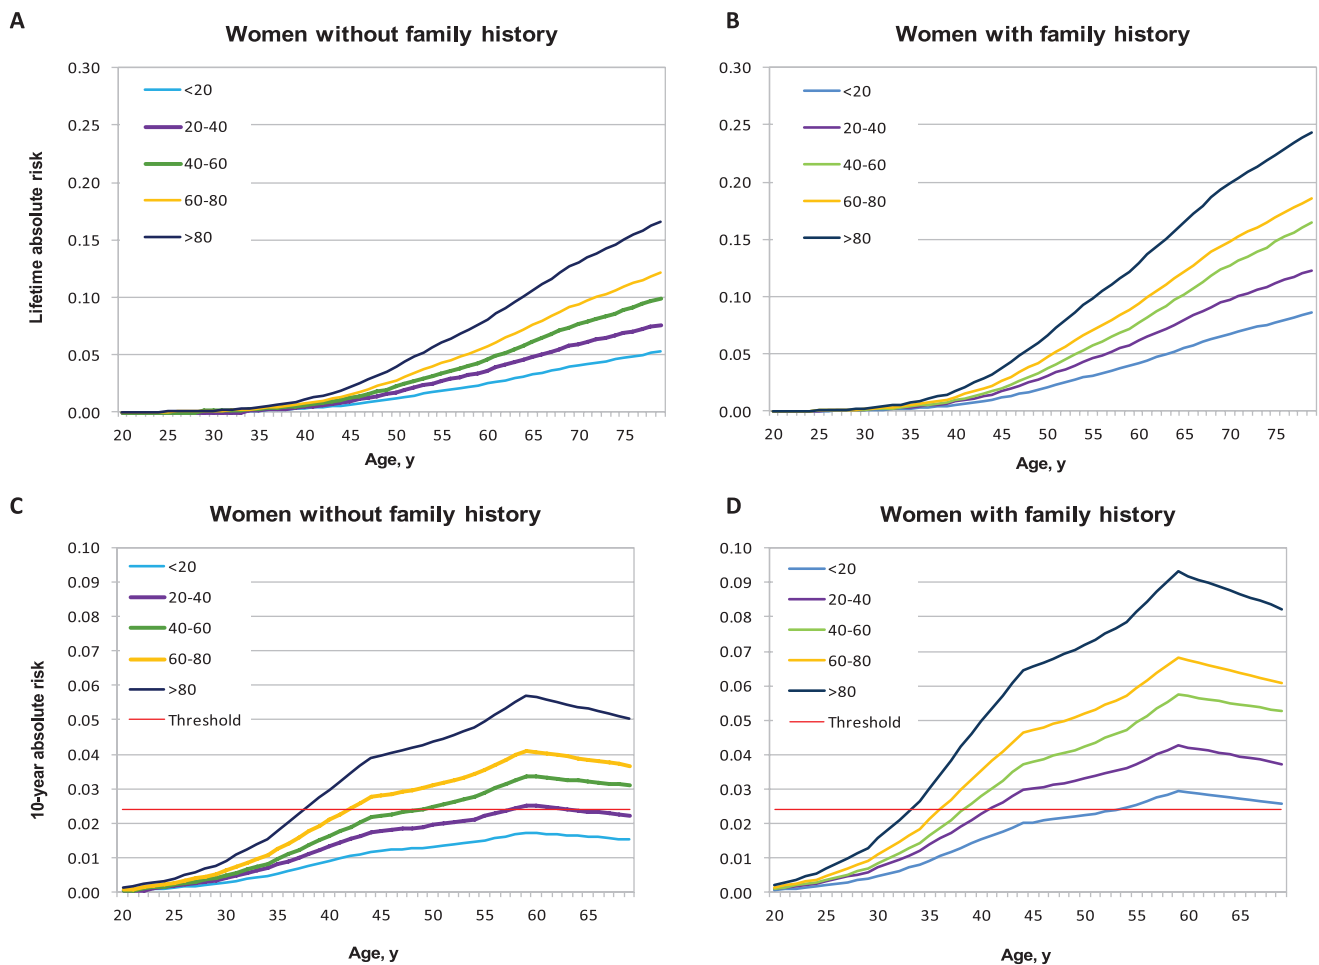 A
Women without family history
Lifetime absolute risk
0.30
0.25
0.20
0.15
0.10
0.05
0.00
<20
20-40
40-60
60-80
>80
20 25 30 35 40 45 50 55 60 65 70 75
Age, y
B
Women with family history
0.30
0.25
0.20
0.15
0.10
0.05
0.00
<20
20-40
40-60
60-80
>80
20 25 30 35 40 45 50 55 60 65 70 75
Age, y
C
Women without family history
10-year absolute risk
0.10
0.09
0.08
0.07
0.06
0.05
0.04
0.03
0.02
0.01
0.00
<20
20-40
40-60
60-80
>80
Threshold
20 25 30 35 40 45 50 55 60 65
Age, y
D
Women with family history
0.10
0.09
0.08
0.07
0.06
0.05
0.04
0.03
0.02
0.01
0.00
<20
20-40
40-60
60-80
>80
Threshold
20 25 30 35 40 45 50 55 60 65
Age, y